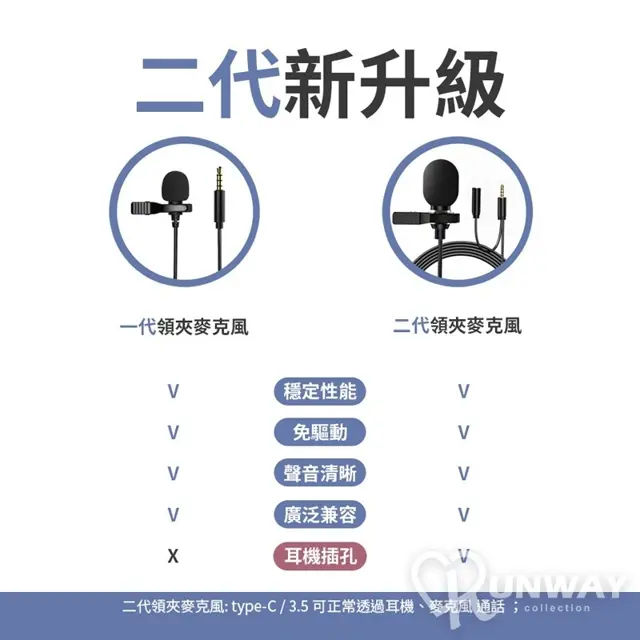 二代新升級
一代領夾麥克風
二代領夾麥克風
V 穩定性能 V
V 免驅動 V
V 聲音清晰 V
V 廣泛兼容 V
X 耳機插孔 V
二代領夾麥克風: type-C / 3.5 可正常透過耳機、麥克風 通話 ;
RUNWAY
collection